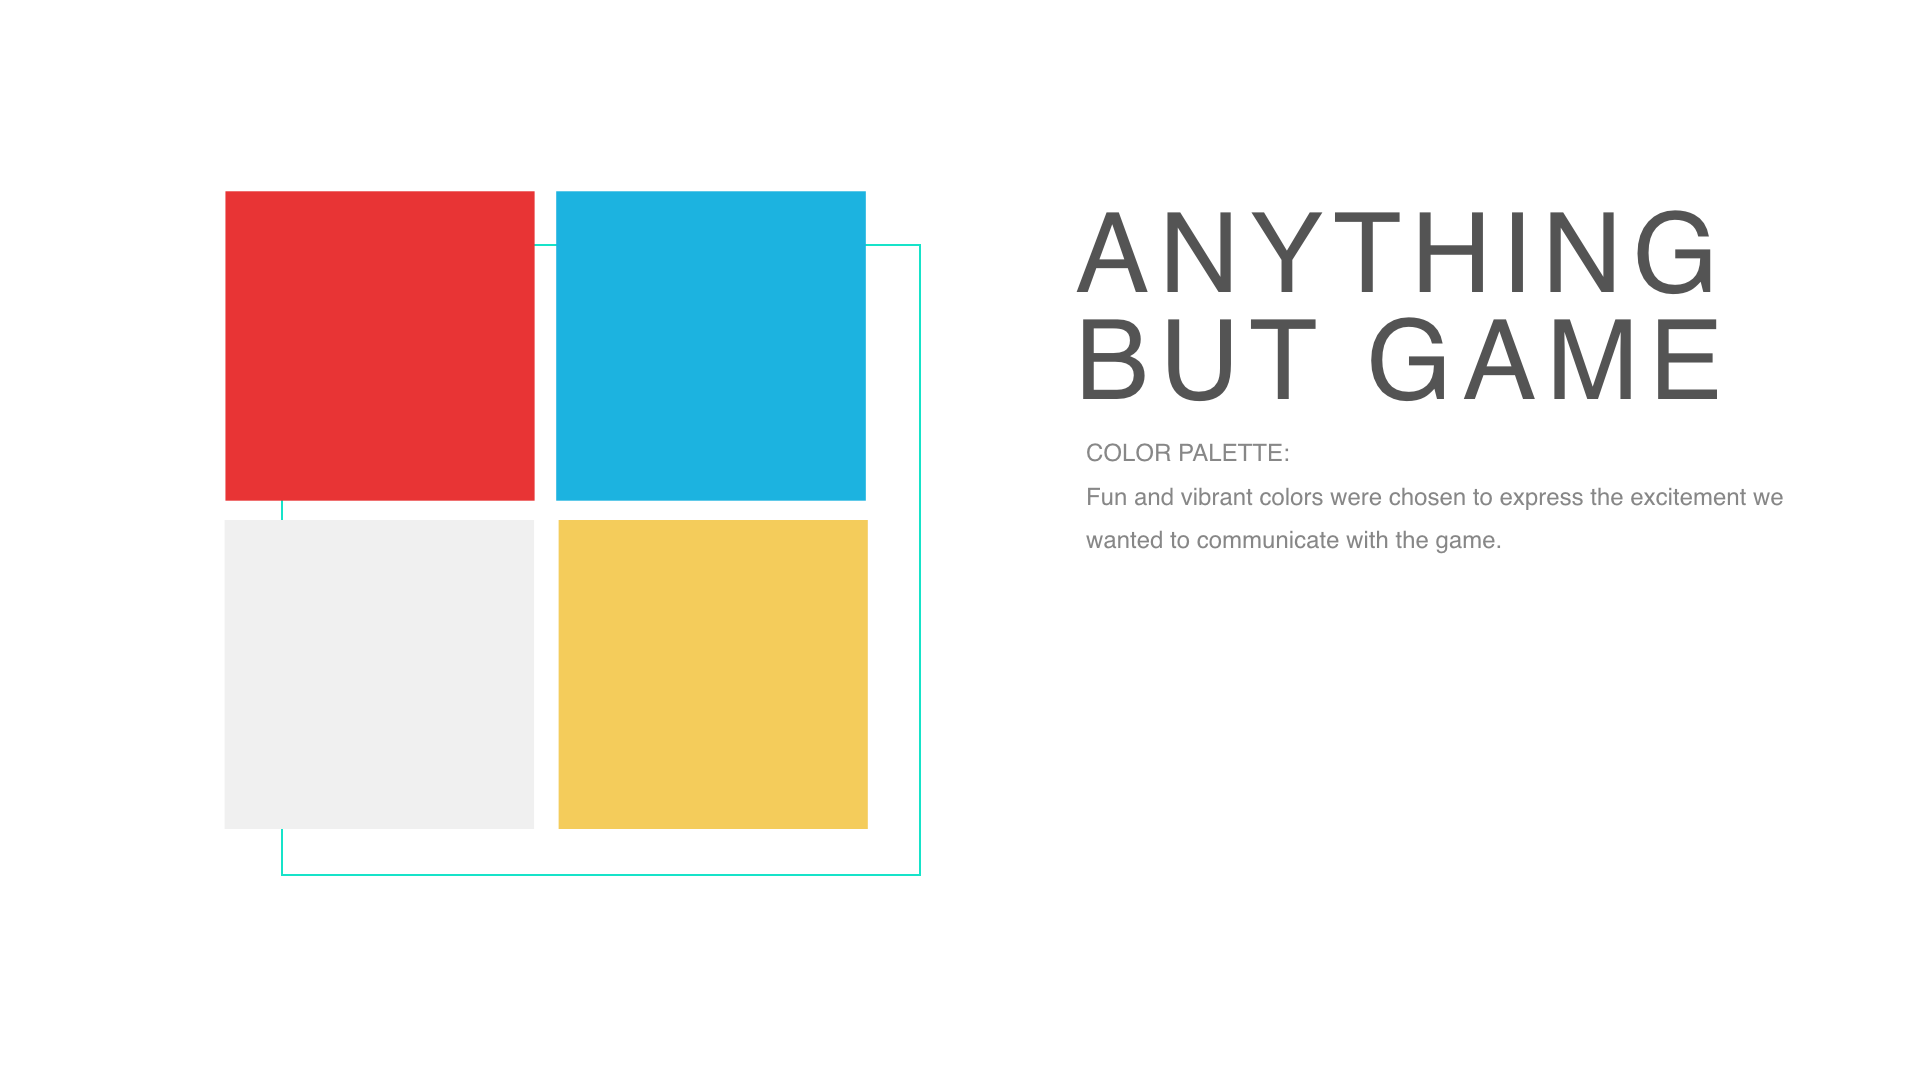 ANYTHING
BUT GAME
COLOR PALETTE:
Fun and vibrant colors were chosen to express the excitement we
wanted to communicate with the game.